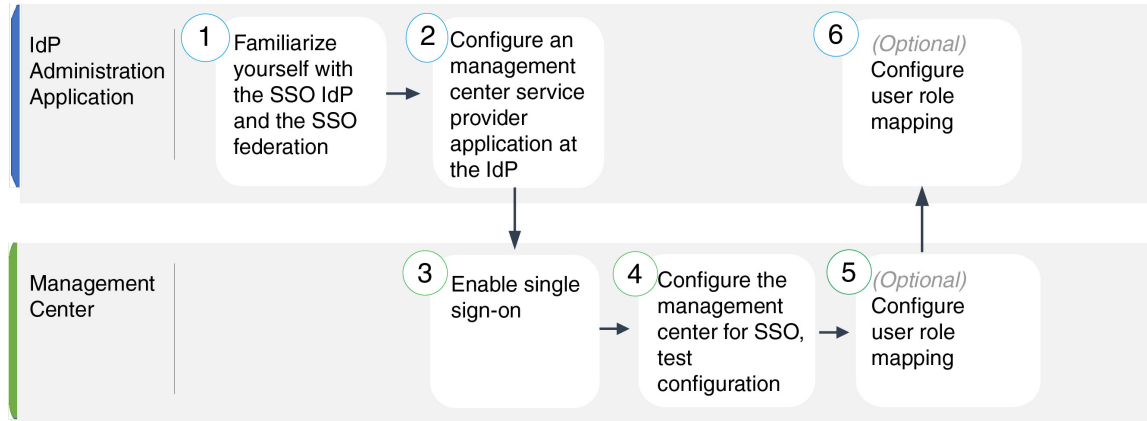 IdP
Administration
Application
1
Familiarize
yourself with
the SSO IdP
and the SSO
federation
2
Configure an
management
center service
provider
application at
the IdP
6
(Optional)
Configure
user role
mapping
Management
Center
3
Enable single
sign-on
4
Configure the
management
center for SSO,
test
configuration
5
(Optional)
Configure
user role
mapping